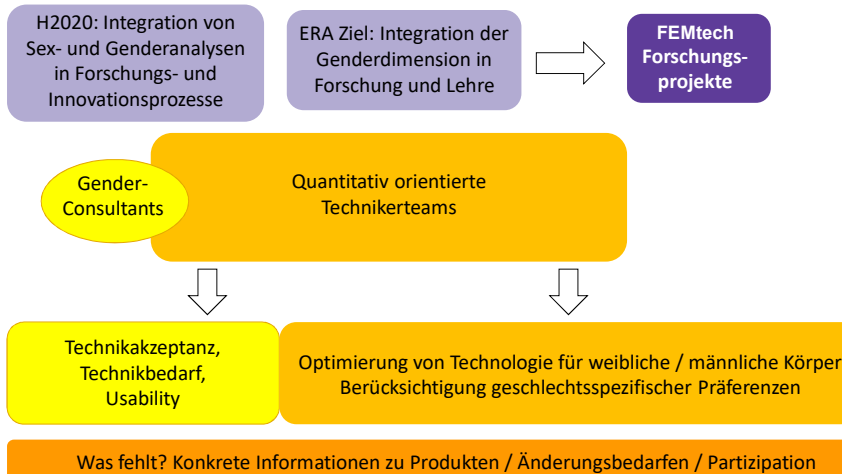 H2020: Integration von
Sex- und Genderanalysen
in Forschungs- und
Innovationsprozesse
ERA Ziel: Integration der
Genderdimension in
Forschung und Lehre
FEMtech
Forschungs-
projekte
Gender-
Consultants
Quantitativ orientierte
Technikerteams
Technikakzeptanz,
Technikbedarf,
Usability
Optimierung von Technologie für weibliche / männliche Körper
Berücksichtigung geschlechtsspezifischer Präferenzen
Was fehlt? Konkrete Informationen zu Produkten / Änderungsbedarfen / Partizipation